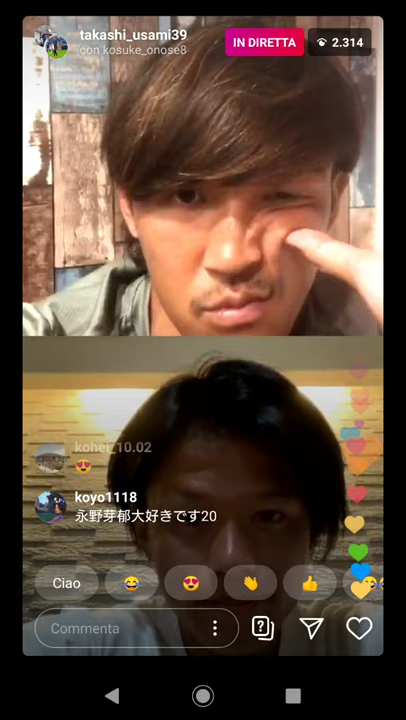 takashi_usami39
con kosuke_onose8
IN DIRETTA
2.314
kohei_10.02
koyo1118
永野芽郁大好きです20
Ciao
Commenta